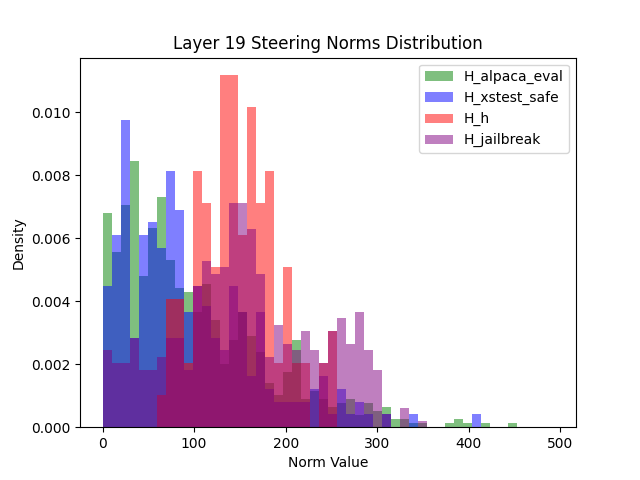 Layer 19 Steering Norms Distribution
H_alpaca_eval
H_xstest_safe
H_h
H_jailbreak
0.010
0.008
0.006
0.004
0.002
0.000
Density
0
100
200
300
400
500
Norm Value